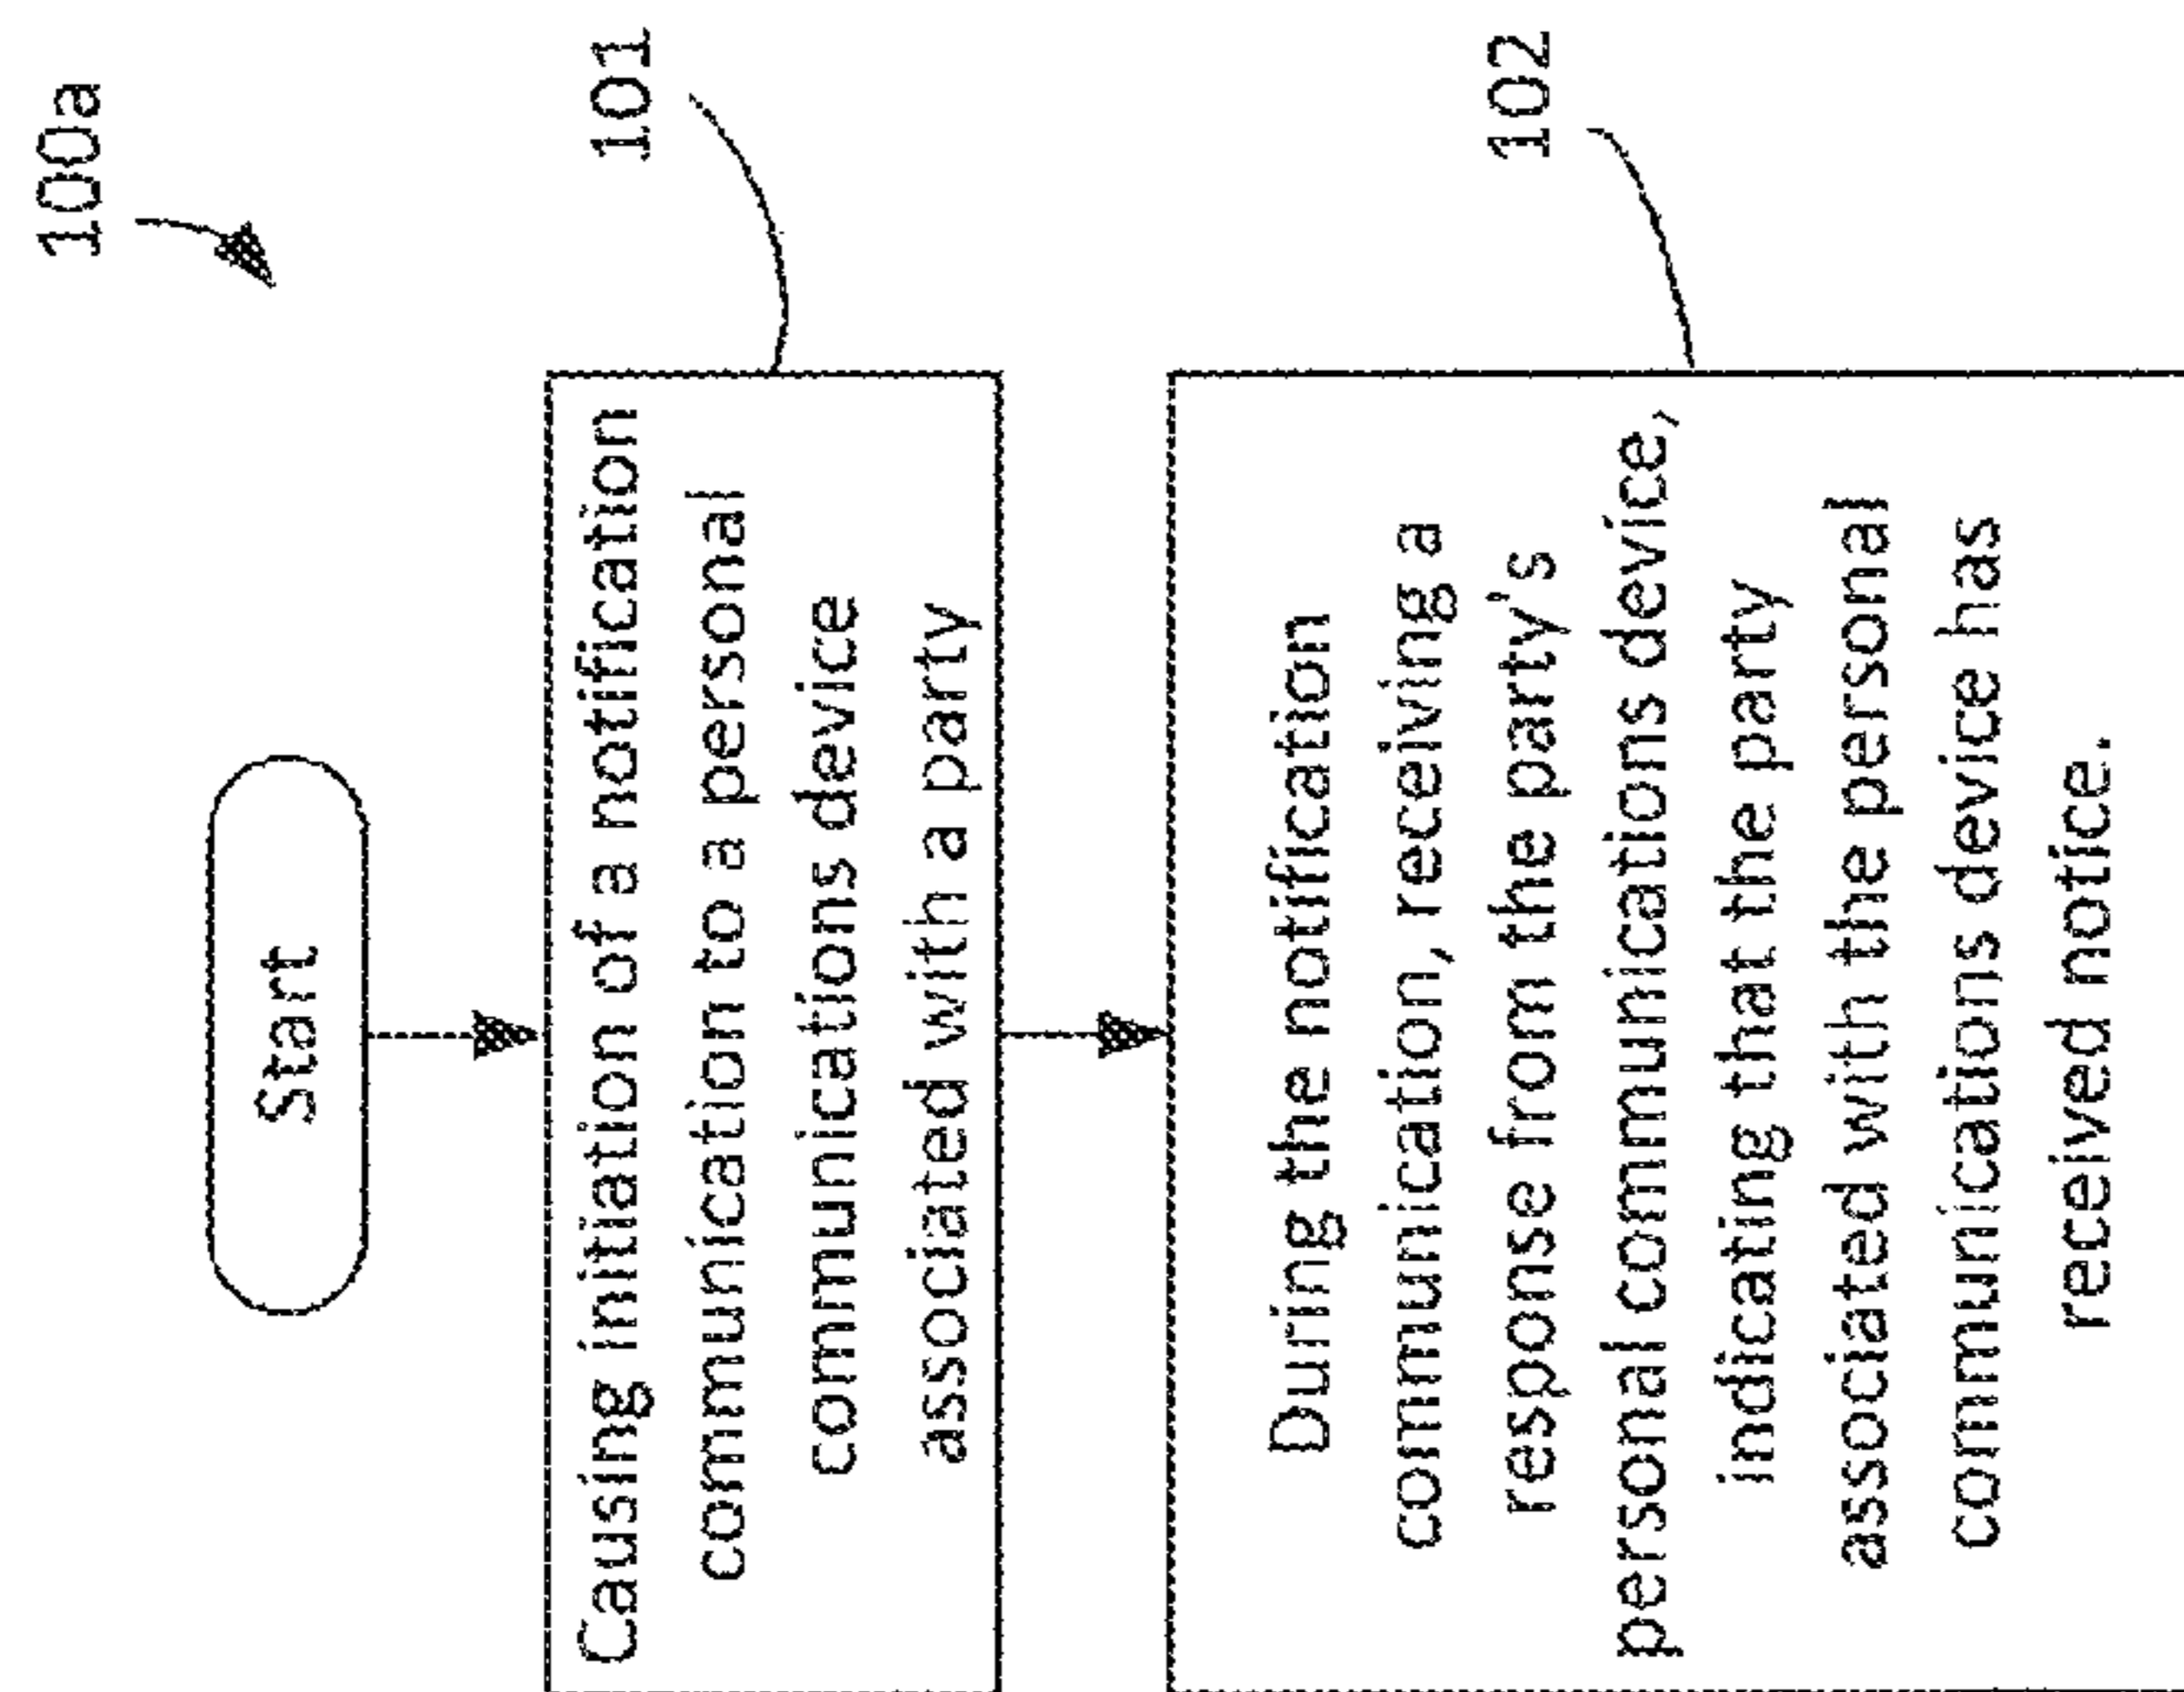 100a
Start
Causing initiation of a notification
communication to a personal
communications device
associated with a party
101
During the notification
communication, receiving a
response from the party's
personal communications device,
indicating that the party
associated with the personal
communications device has
received notice.
102